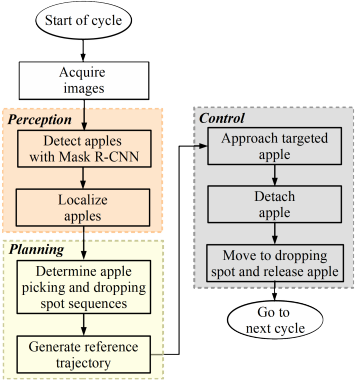 Start of cycle
Acquire
images
Perception
Detect apples
with Mask R-CNN
Localize
apples
Planning
Determine apple
picking and dropping
spot sequences
Generate reference
trajectory
Control
Approach targeted
apple
Detach
apple
Move to dropping
spot and release apple
Go to
next cycle